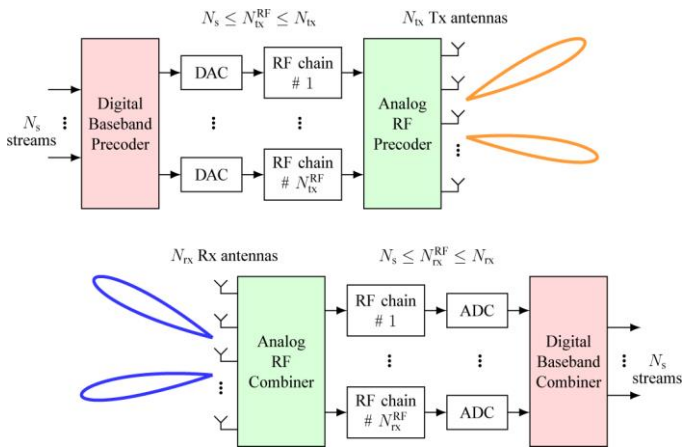 N_s ≤ N_tx^RF ≤ N_tx
N_tx Tx antennas
N_s
streams
Digital
Baseband
Precoder
DAC
RF chain
# 1
DAC
RF chain
# N_tx^RF
Analog
RF
Precoder
N_rx Rx antennas
N_s ≤ N_rx^RF ≤ N_rx
Analog
RF
Combiner
RF chain
# 1
ADC
RF chain
# N_rx^RF
ADC
Digital
Baseband
Combiner
N_s
streams